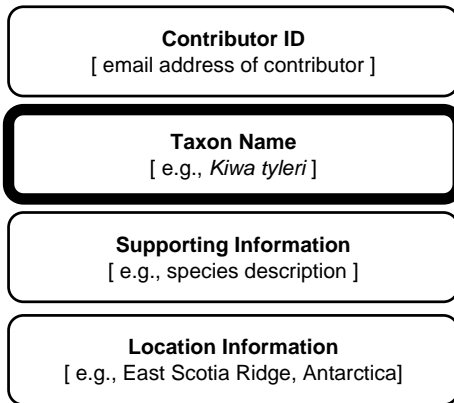 Contributor ID
[ email address of contributor ]
Taxon Name
[ e.g., Kiwa tyleri ]
Supporting Information
[ e.g., species description ]
Location Information
[ e.g., East Scotia Ridge, Antarctica]